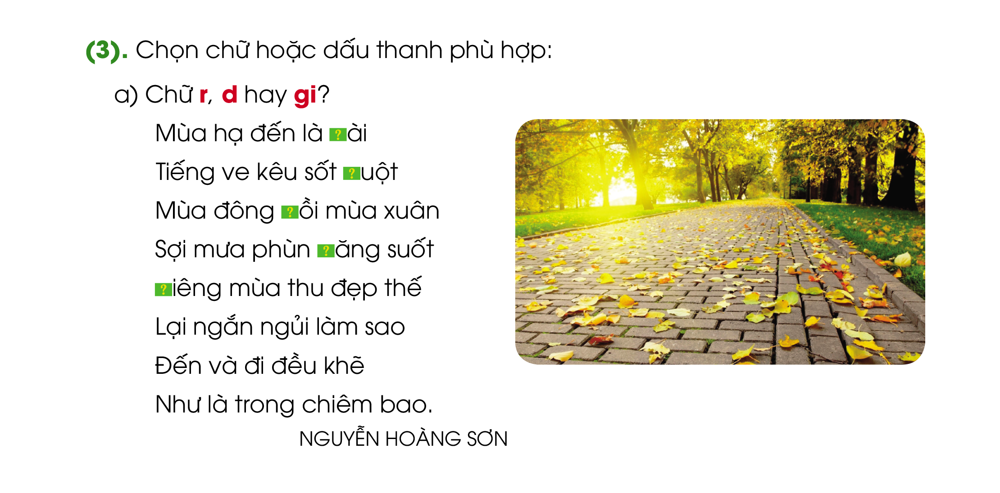 (3). Chọn chữ hoặc dấu thanh phù hợp:
a) Chữ r, d hay gi?
Mùa hạ đến là ?ài
Tiếng ve kêu sốt ?uột
Mùa đông ?ồi mùa xuân
Sợi mưa phùn ?ăng suốt
?iêng mùa thu đẹp thế
Lại ngắn ngủi làm sao
Đến và đi đều khẽ
Như là trong chiêm bao.
NGUYỄN HOÀNG SƠN